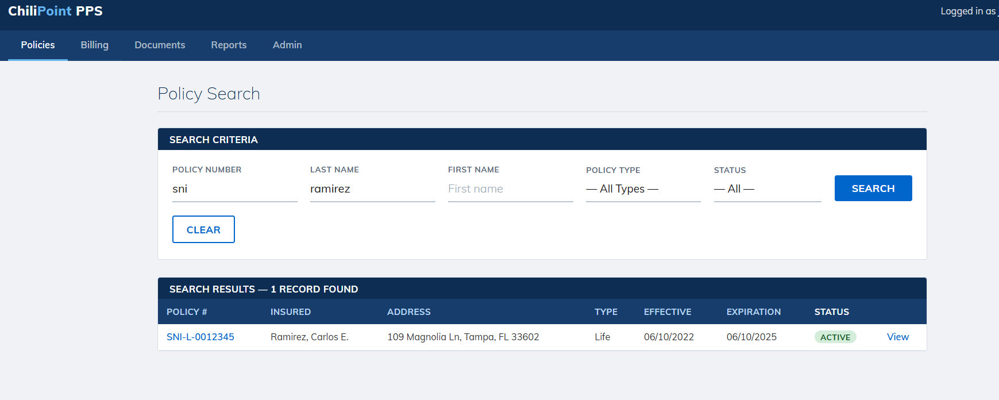 ChiliPoint PPS
Logged in as
Policies Billing Documents Reports Admin
Policy Search
SEARCH CRITERIA
POLICY NUMBER LAST NAME FIRST NAME POLICY TYPE STATUS
sni ramirez First name — All Types — — All — SEARCH
CLEAR
SEARCH RESULTS — 1 RECORD FOUND
POLICY # INSURED ADDRESS TYPE EFFECTIVE EXPIRATION STATUS
SNI-L-0012345 Ramirez, Carlos E. 109 Magnolia Ln, Tampa, FL 33602 Life 06/10/2022 06/10/2025 ACTIVE View